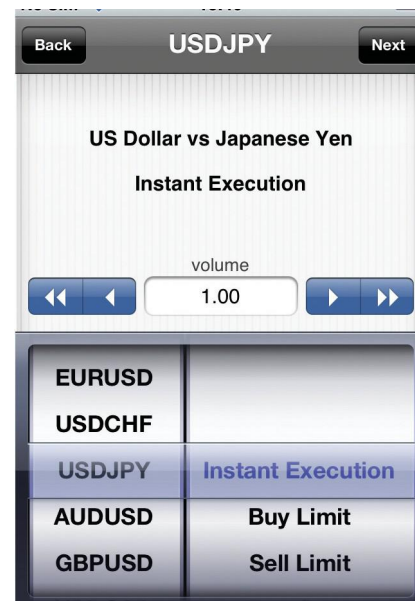 Back USDJPY Next
US Dollar vs Japanese Yen
Instant Execution
volume
1.00
EURUSD
USDCHF
USDJPY Instant Execution
AUDUSD Buy Limit
GBPUSD Sell Limit